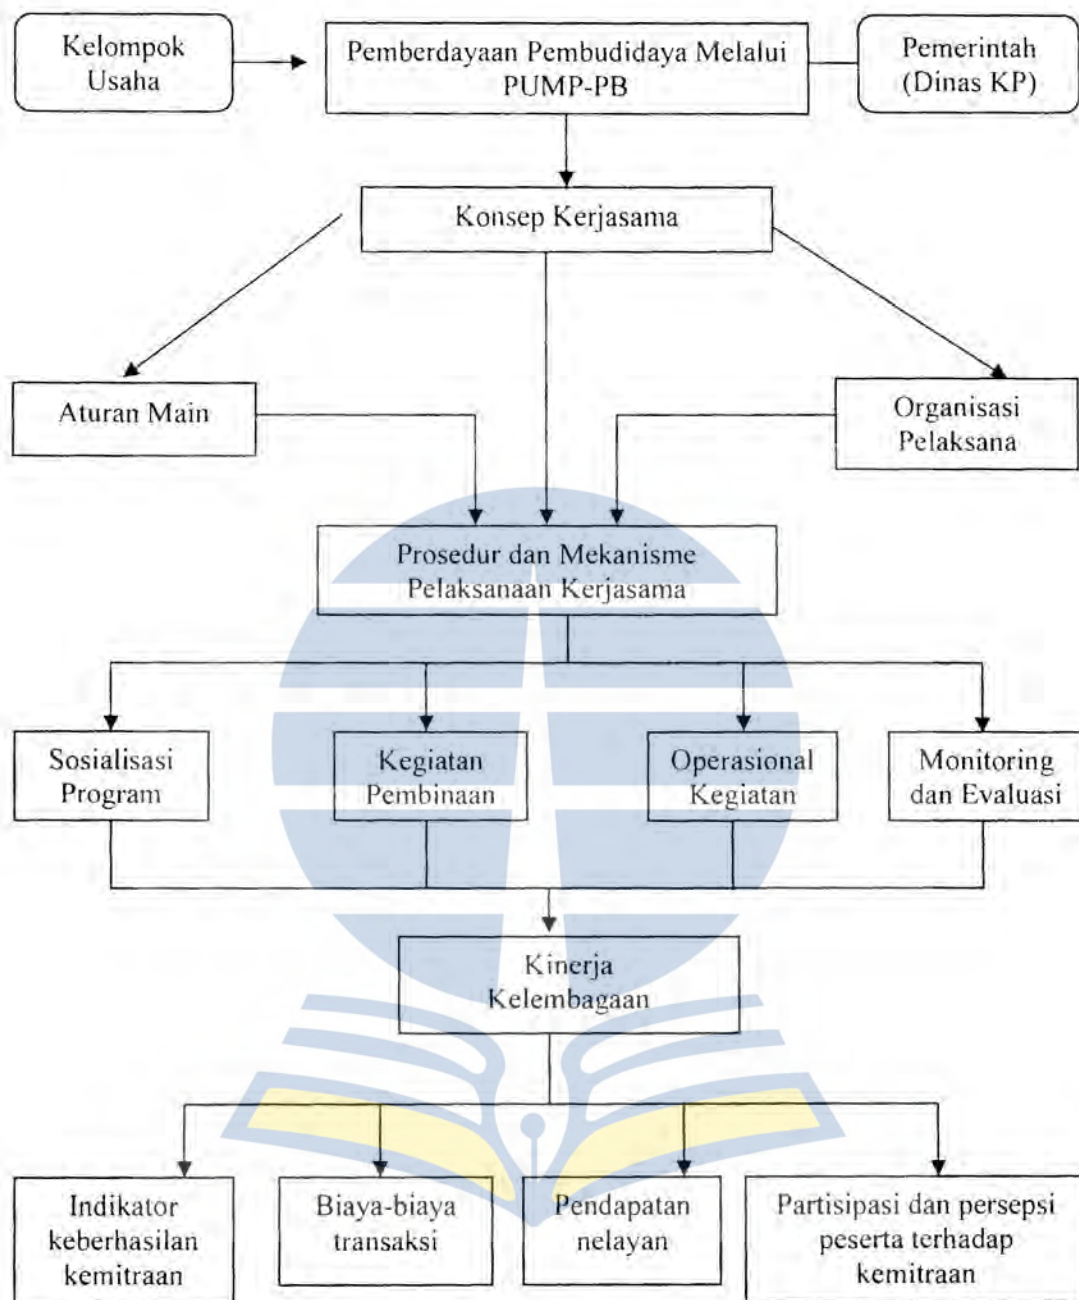 Kelompok
Usaha
Pemberdayaan Pembudidaya Melalui
PUMP-PB
Pemerintah
(Dinas KP)
Konsep Kerjasama
Aturan Main
Organisasi
Pelaksana
Prosedur dan Mekanisme
Pelaksanaan Kerjasama
Sosialisasi
Program
Kegiatan
Pembinaan
Operasional
Kegiatan
Monitoring
dan Evaluasi
Kinerja
Kelembagaan
Indikator
keberhasilan
kemitraan
Biaya-biaya
transaksi
Pendapatan
nelayan
Partisipasi dan persepsi
peserta terhadap
kemitraan